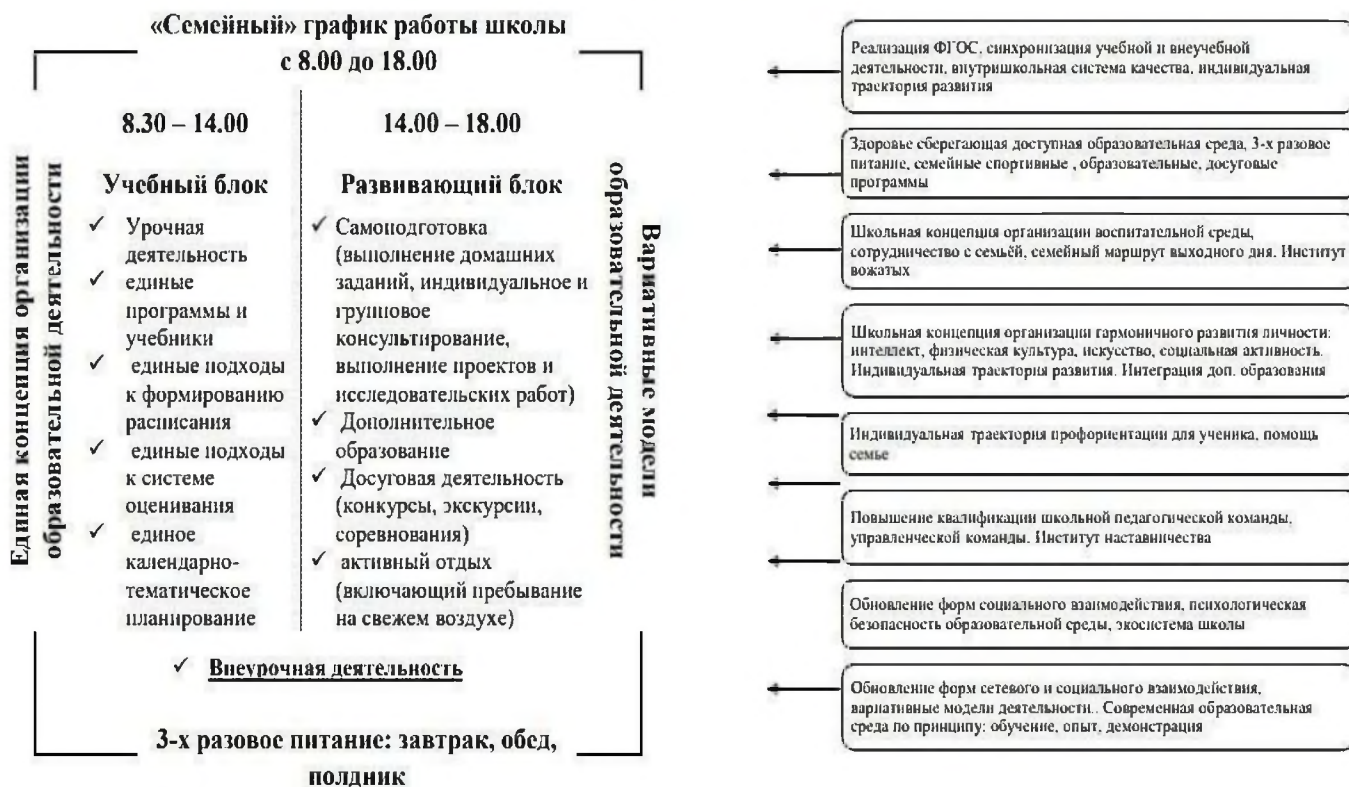 «Семейный» график работы школы
с 8.00 до 18.00
Единая концепция организации
образовательной деятельности
8.30 – 14.00
Учебный блок
✓ Урочная
деятельность
✓ единые
программы и
учебники
✓ единые подходы
к формированию
расписания
✓ единые подходы
к системе
оценивания
✓ единое
календарно-
тематическое
планирование
14.00 – 18.00
Развивающий блок
✓ Самоподготовка
(выполнение домашних
заданий, индивидуальное и
групповое
консультирование,
выполнение проектов и
исследовательских работ)
✓ Дополнительное
образование
✓ Досуговая деятельность
(конкурсы, экскурсии,
соревнования)
✓ активный отдых
(включающий пребывание
на свежем воздухе)
Вариативные модели
образовательной деятельности
✓ Внеурочная деятельность
3-х разовое питание: завтрак, обед,
полдник
Реализация ФГОС, синхронизация учебной и внеучебной
деятельности, внутришкольная система качества, индивидуальная
траектория развития
Здоровье сберегающая доступная образовательная среда, 3-х разовое
питание, семейные спортивные , образовательные, досуговые
программы
Школьная концепция организации воспитательной среды,
сотрудничество с семьёй, семейный маршрут выходного дня. Институт
вожатых
Школьная концепция организации гармоничного развития личности:
интеллект, физическая культура, искусство, социальная активность.
Индивидуальная траектория развития. Интеграция доп. образования
Индивидуальная траектория профориентации для ученика, помощь
семье
Повышение квалификации школьной педагогической команды,
управленческой команды. Институт наставничества
Обновление форм социального взаимодействия, психологическая
безопасность образовательной среды, экосистема школы
Обновление форм сетевого и социального взаимодействия,
вариативные модели деятельности.. Современная образовательная
среда по принципу: обучение, опыт, демонстрация